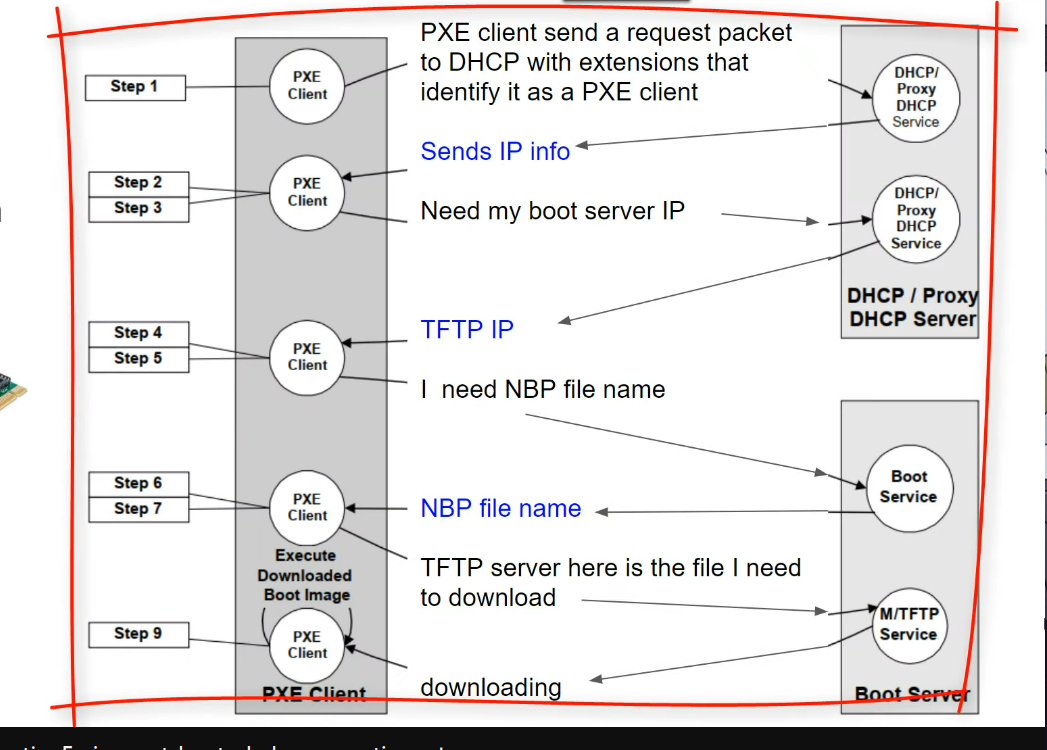 PXE client send a request packet
to DHCP with extensions that
identify it as a PXE client
Step 1
PXE
Client
DHCP/
Proxy
DHCP
Service
Sends IP info
Step 2
Step 3
PXE
Client
Need my boot server IP
DHCP/
Proxy
DHCP
Service
DHCP / Proxy
DHCP Server
Step 4
Step 5
PXE
Client
TFTP IP
I need NBP file name
Boot
Service
Step 6
Step 7
PXE
Client
NBP file name
Execute
Downloaded
Boot Image
TFTP server here is the file I need
to download
M/TFTP
Service
Step 9
PXE
Client
downloading
PXE Client
Boot Server